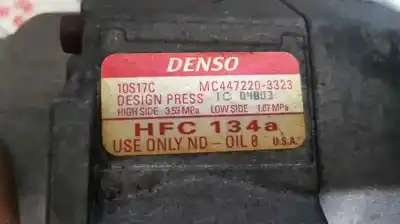 DENSO
10S17C MC447220-3323
DESIGN PRESS 1C 04803
HIGH SIDE 3.53 MPa LOW SIDE 1.67 MPa
HFC 134a
USE ONLY ND-OIL 8 U.S.A.